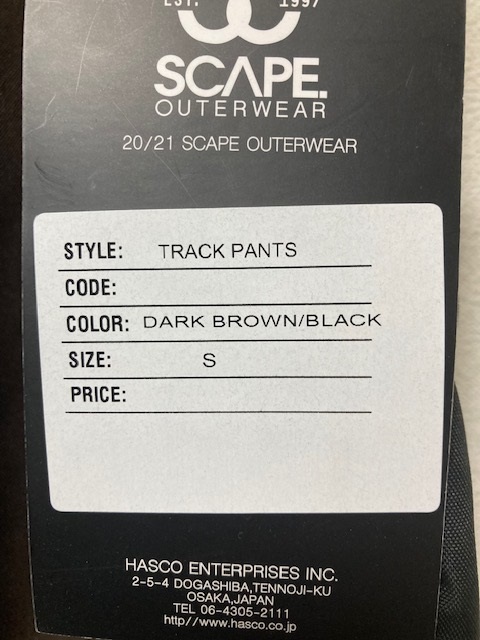 EST. 1997
SCAPE.
OUTERWEAR
20/21 SCAPE OUTERWEAR
STYLE: TRACK PANTS
CODE:
COLOR: DARK BROWN/BLACK
SIZE: S
PRICE:
HASCO ENTERPRISES INC.
2-5-4 DOGASHIBA,TENNOJI-KU
OSAKA,JAPAN
TEL 06-4305-2111
http//www.hasco.co.jp